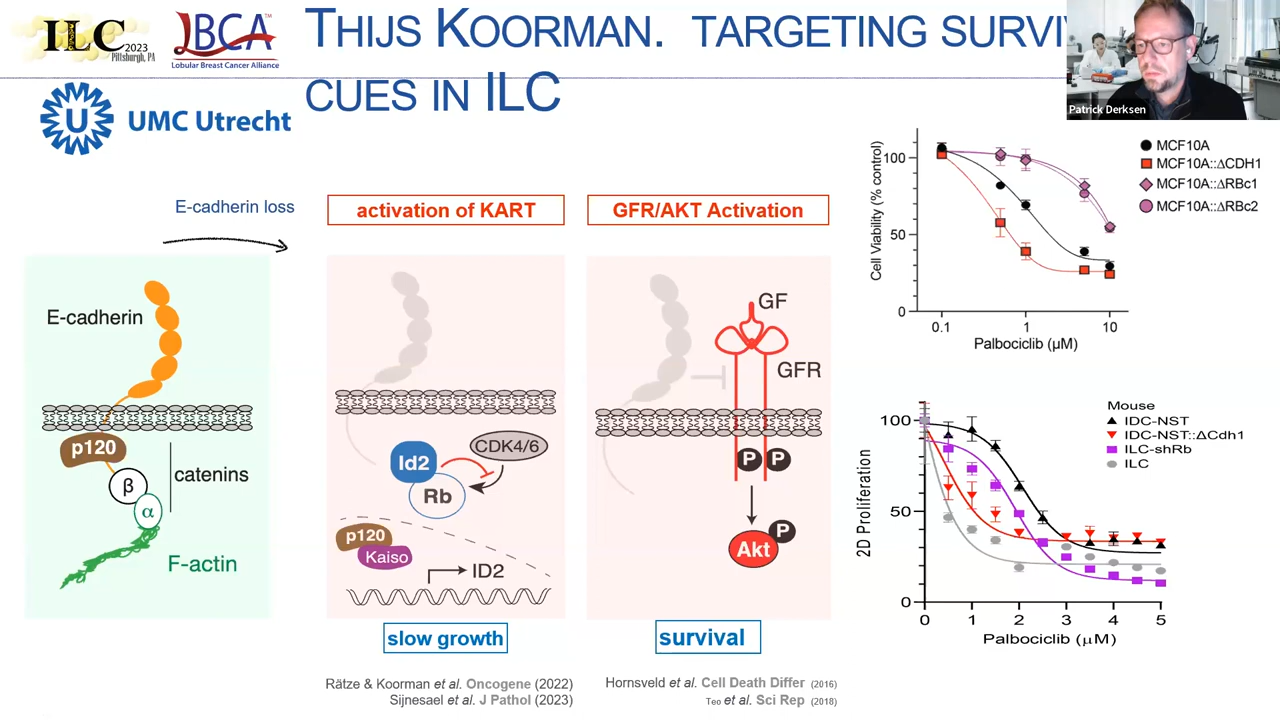 ILC 2023
Pittsburgh, PA
LBCA™
Lobular Breast Cancer Alliance
THIJS KOORMAN. TARGETING SURVI
CUES IN ILC
Patrick Derksen
U
UMC Utrecht
E-cadherin loss
activation of KART
GFR/AKT Activation
E-cadherin
p120
β
α
catenins
F-actin
Id2
CDK4/6
Rb
p120
Kaiso
ID2
slow growth
GF
GFR
P P
Akt P
survival
Rätze & Koorman et al. Oncogene (2022)
Sijnesael et al. J Pathol (2023)
Hornsveld et al. Cell Death Differ (2016)
Teo et al. Sci Rep (2018)
Cell Viability (% control)
100
50
0
0.1 1 10
Palbociclib (µM)
MCF10A
MCF10A::ΔCDH1
MCF10A::ΔRBc1
MCF10A::ΔRBc2
2D Proliferation
100
50
0
0 1 2 3 4 5
Palbociclib (µM)
Mouse
IDC-NST
IDC-NST::ΔCdh1
ILC-shRb
ILC